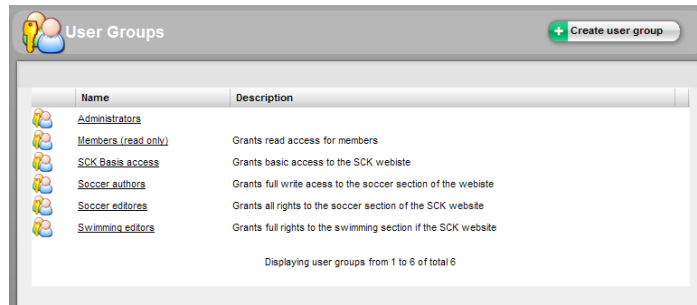 User Groups
Create user group
Name Description
Administrators
Members (read only) Grants read access for members
SCK Basis access Grants basic access to the SCK webiste
Soccer authors Grants full write acess to the soccer section of the webiste
Soccer editores Grants all rights to the soccer section of the SCK website
Swimming editors Grants full rights to the swimming section if the SCK website
Displaying user groups from 1 to 6 of total 6